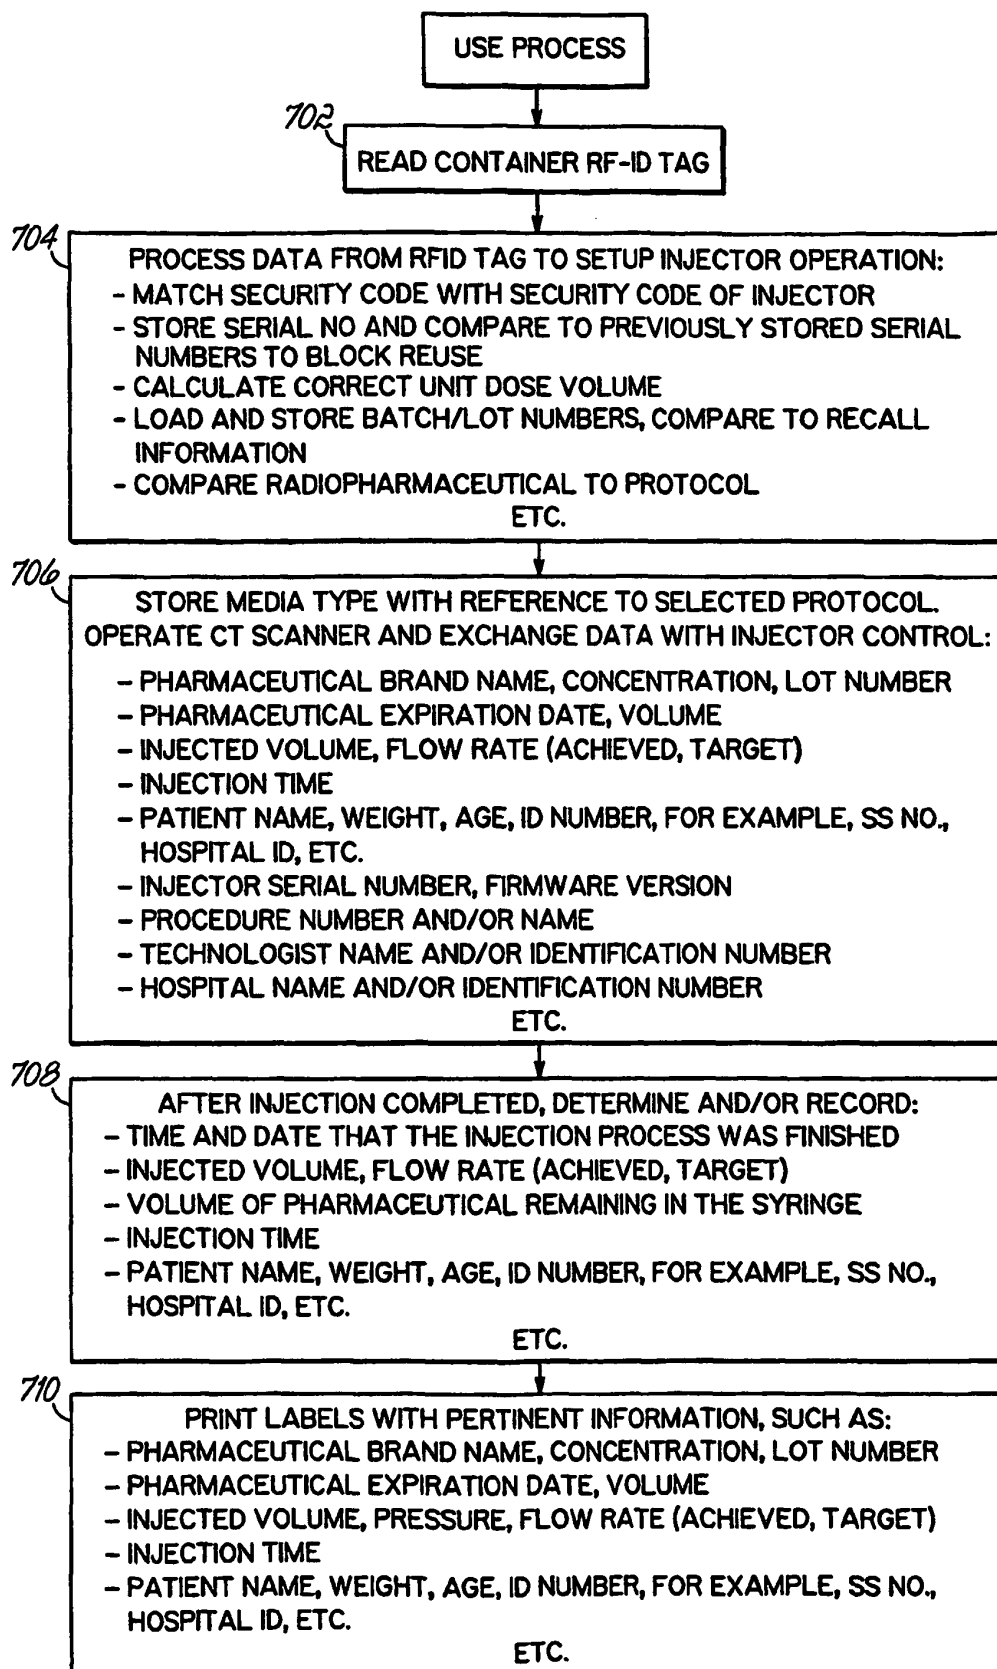 USE PROCESS
702
READ CONTAINER RF-ID TAG
704
PROCESS DATA FROM RFID TAG TO SETUP INJECTOR OPERATION:
- MATCH SECURITY CODE WITH SECURITY CODE OF INJECTOR
- STORE SERIAL NO AND COMPARE TO PREVIOUSLY STORED SERIAL
NUMBERS TO BLOCK REUSE
- CALCULATE CORRECT UNIT DOSE VOLUME
- LOAD AND STORE BATCH/LOT NUMBERS, COMPARE TO RECALL
INFORMATION
- COMPARE RADIOPHARMACEUTICAL TO PROTOCOL
ETC.
706
STORE MEDIA TYPE WITH REFERENCE TO SELECTED PROTOCOL.
OPERATE CT SCANNER AND EXCHANGE DATA WITH INJECTOR CONTROL:
- PHARMACEUTICAL BRAND NAME, CONCENTRATION, LOT NUMBER
- PHARMACEUTICAL EXPIRATION DATE, VOLUME
- INJECTED VOLUME, FLOW RATE (ACHIEVED, TARGET)
- INJECTION TIME
- PATIENT NAME, WEIGHT, AGE, ID NUMBER, FOR EXAMPLE, SS NO.,
HOSPITAL ID, ETC.
- INJECTOR SERIAL NUMBER, FIRMWARE VERSION
- PROCEDURE NUMBER AND/OR NAME
- TECHNOLOGIST NAME AND/OR IDENTIFICATION NUMBER
- HOSPITAL NAME AND/OR IDENTIFICATION NUMBER
ETC.
708
AFTER INJECTION COMPLETED, DETERMINE AND/OR RECORD:
- TIME AND DATE THAT THE INJECTION PROCESS WAS FINISHED
- INJECTED VOLUME, FLOW RATE (ACHIEVED, TARGET)
- VOLUME OF PHARMACEUTICAL REMAINING IN THE SYRINGE
- INJECTION TIME
- PATIENT NAME, WEIGHT, AGE, ID NUMBER, FOR EXAMPLE, SS NO.,
HOSPITAL ID, ETC.
ETC.
710
PRINT LABELS WITH PERTINENT INFORMATION, SUCH AS:
- PHARMACEUTICAL BRAND NAME, CONCENTRATION, LOT NUMBER
- PHARMACEUTICAL EXPIRATION DATE, VOLUME
- INJECTED VOLUME, PRESSURE, FLOW RATE (ACHIEVED, TARGET)
- INJECTION TIME
- PATIENT NAME, WEIGHT, AGE, ID NUMBER, FOR EXAMPLE, SS NO.,
HOSPITAL ID, ETC.
ETC.